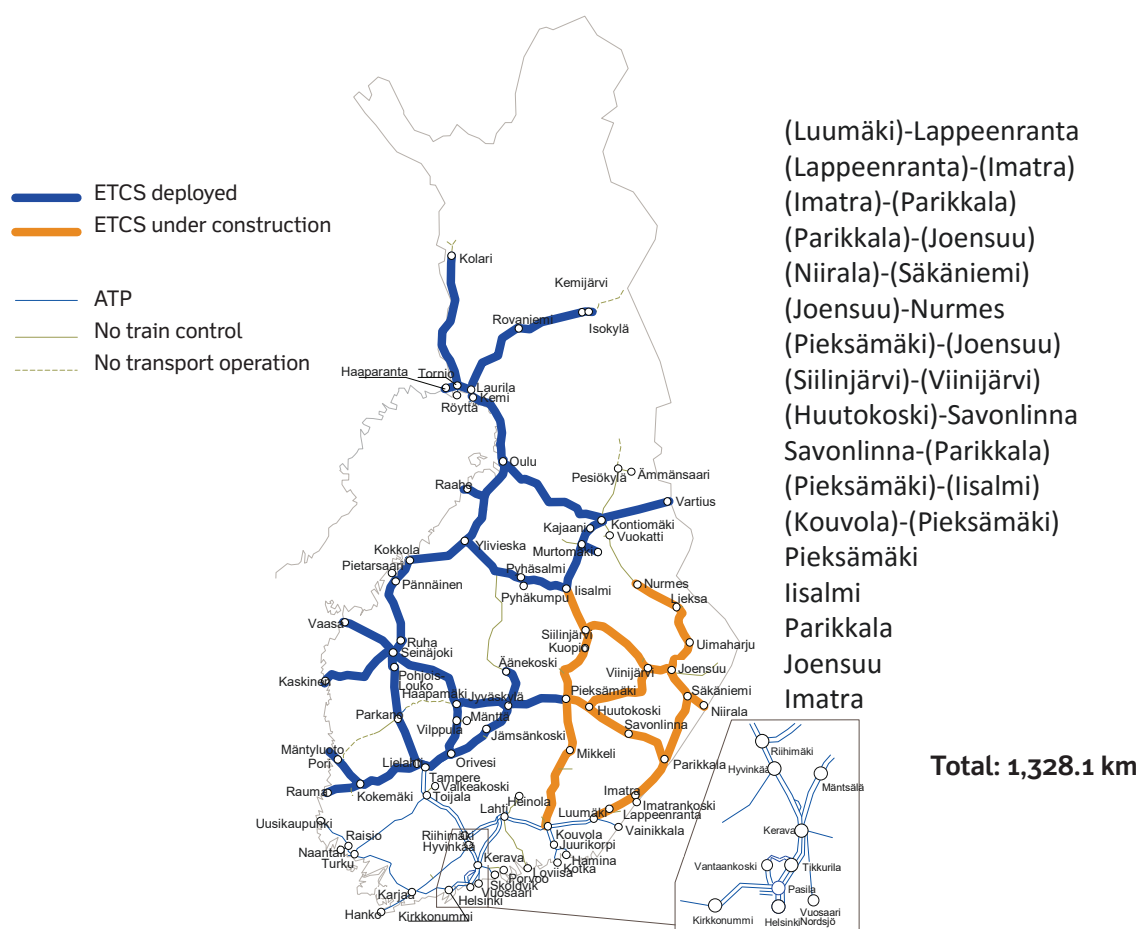 ETCS deployed
ETCS under construction
ATP
No train control
No transport operation
(Luumäki)-Lappeenranta
(Lappeenranta)-(Imatra)
(Imatra)-(Parikkala)
(Parikkala)-(Joensuu)
(Niirala)-(Säkäniemi)
(Joensuu)-Nurmes
(Pieksämäki)-(Joensuu)
(Siilinjärvi)-(Viinijärvi)
(Huutokoski)-Savonlinna
Savonlinna-(Parikkala)
(Pieksämäki)-(Iisalmi)
(Kouvola)-(Pieksämäki)
Pieksämäki
Iisalmi
Parikkala
Joensuu
Imatra
Total: 1,328.1 km
Kolari
Kemijärvi
Rovaniemi
Isokylä
Haaparanta
Tornio
Laurila
Röyttä
Kemi
Oulu
Pesiökylä
Ämmänsaari
Raahe
Vartius
Kajaani
Kontiomäki
Vuokatti
Ylivieska
Murtomäki
Kokkola
Pietarsaari
Pännäinen
Pyhäsalmi
Pyhäkumpu
Iisalmi
Nurmes
Lieksa
Vaasa
Ruha
Seinäjoki
Siilinjärvi
Kuopio
Uimaharju
Äänekoski
Viinijärvi
Joensuu
Kaskinen
Pohjois-
Louko
Haapamäki
Jyväskylä
Pieksämäki
Säkäniemi
Huutokoski
Niirala
Parkano
Vilppula
Mänttä
Savonlinna
Jämsänkoski
Mäntyluoto
Pori
Lielahti
Orivesi
Mikkeli
Parikkala
Tampere
Valkeakoski
Rauma
Kokemäki
Toijala
Heinola
Imatra
Imatrankoski
Lahti
Luumäki
Lappeenranta
Vainikkala
Uusikaupunki
Raisio
Riihimäki
Hyvinkää
Kouvola
Juurikorpi
Naantali
Turku
Kerava
Hamina
Kotka
Loviisa
Porvoo
Sköldvik
Vuosaari
Karjaa
Helsinki
Hanko
Kirkkonummi
Riihimäki
Hyvinkää
Mäntsälä
Kerava
Vantaankoski
Tikkurila
Pasila
Kirkkonummi
Helsinki
Vuosaari
Nordsjö